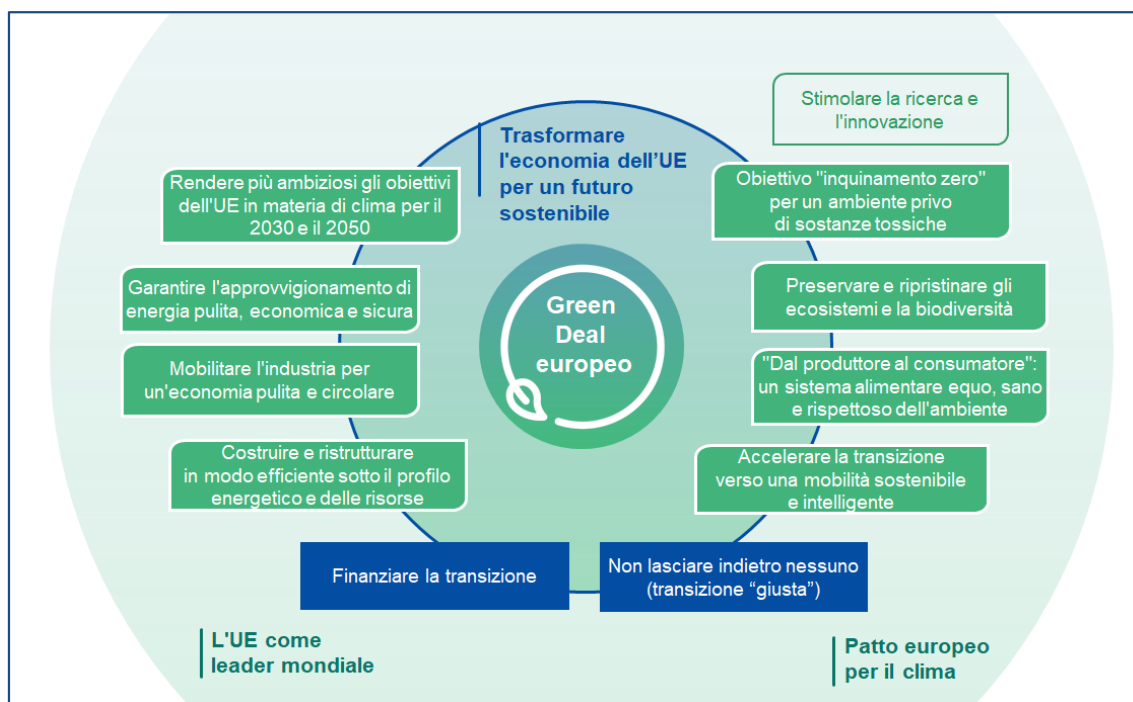 Stimolare la ricerca e
l'innovazione
Trasformare
l'economia dell'UE
per un futuro
sostenibile
Rendere più ambiziosi gli obiettivi
dell'UE in materia di clima per il
2030 e il 2050
Obiettivo "inquinamento zero"
per un ambiente privo
di sostanze tossiche
Garantire l'approvvigionamento di
energia pulita, economica e sicura
Preservare e ripristinare gli
ecosistemi e la biodiversità
Green
Deal
europeo
Mobilitare l'industria per
un'economia pulita e circolare
"Dal produttore al consumatore":
un sistema alimentare equo, sano
e rispettoso dell'ambiente
Costruire e ristrutturare
in modo efficiente sotto il profilo
energetico e delle risorse
Accelerare la transizione
verso una mobilità sostenibile
e intelligente
Finanziare la transizione
Non lasciare indietro nessuno
(transizione “giusta”)
L'UE come
leader mondiale
Patto europeo
per il clima